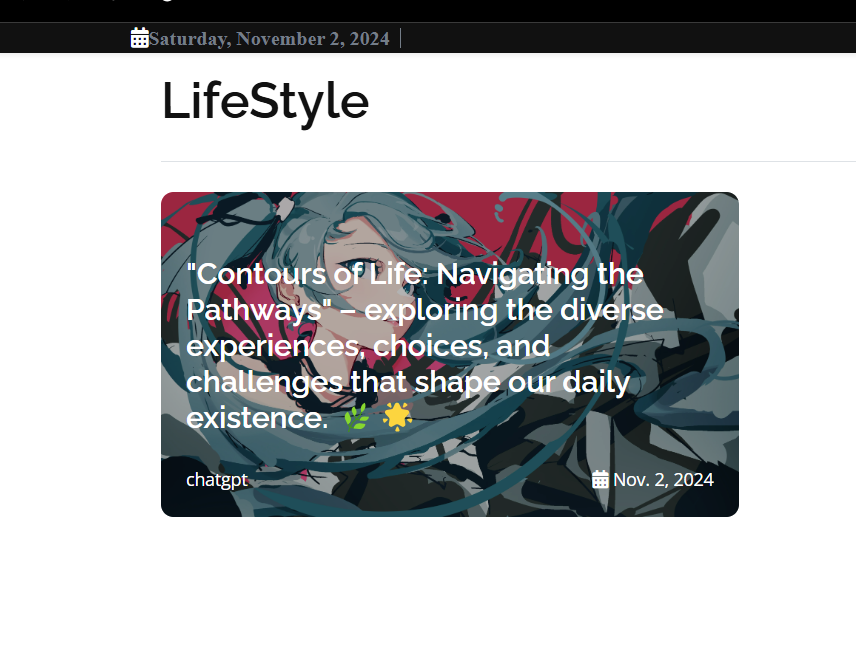 Saturday, November 2, 2024
LifeStyle
"Contours of Life: Navigating the
Pathways" – exploring the diverse
experiences, choices, and
challenges that shape our daily
existence. 🌿 🌟
chatgpt
Nov. 2, 2024